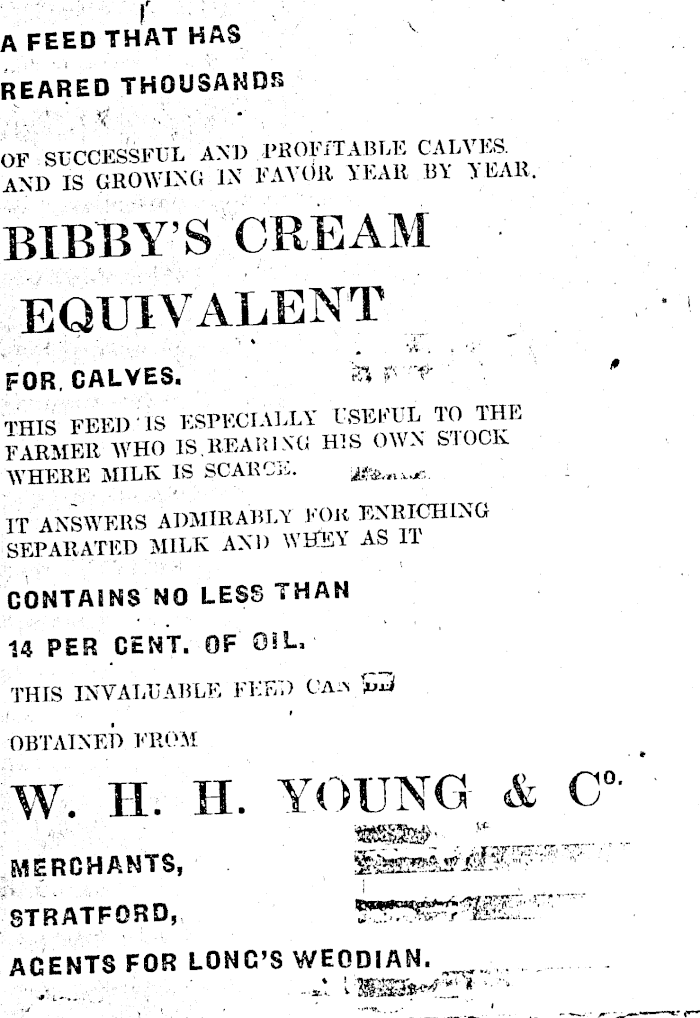 A FEED THAT HAS
REARED THOUSANDS
OF SUCCESSFUL AND PROFITABLE CALVES.
AND IS GROWING IN FAVOR YEAR BY YEAR.
BIBBY'S CREAM
EQUIVALENT
FOR CALVES.
THIS FEED IS ESPECIALLY USEFUL TO THE
FARMER WHO IS REARING HIS OWN STOCK
WHERE MILK IS SCARCE.
IT ANSWERS ADMIRABLY FOR ENRICHING
SEPARATED MILK AND WHEY AS IT
CONTAINS NO LESS THAN
14 PER CENT. OF OIL.
THIS INVALUABLE FEED CAN BE
OBTAINED FROM
W. H. H. YOUNG & Co.
MERCHANTS,
STRATFORD,
AGENTS FOR LONG'S WEODIAN.